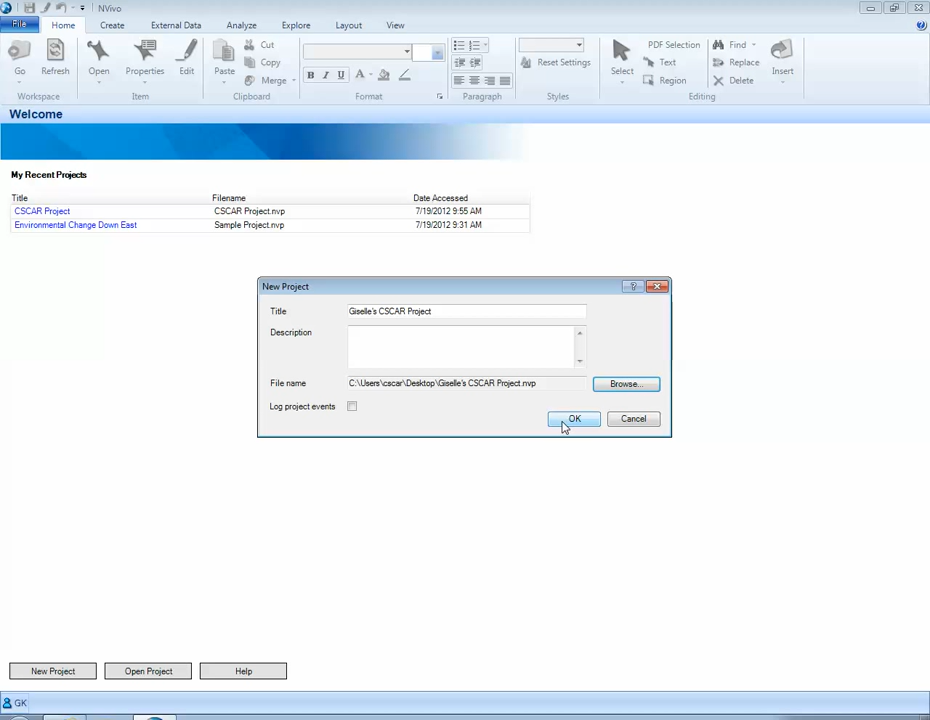 NVivo
File Home Create External Data Analyze Explore Layout View
Go Refresh Open Properties Edit Paste Cut Copy Merge
B I U A
Reset Settings
Select PDF Selection Text Region Find Replace Delete Insert
Workspace Item Clipboard Format Paragraph Styles Editing
Welcome
My Recent Projects
Title Filename Date Accessed
CSCAR Project CSCAR Project.nvp 7/19/2012 9:55 AM
Environmental Change Down East Sample Project.nvp 7/19/2012 9:31 AM
New Project
Title Giselle's CSCAR Project
Description
File name C:\Users\cscar\Desktop\Giselle's CSCAR Project.nvp Browse...
Log project events
OK Cancel
New Project Open Project Help
GK